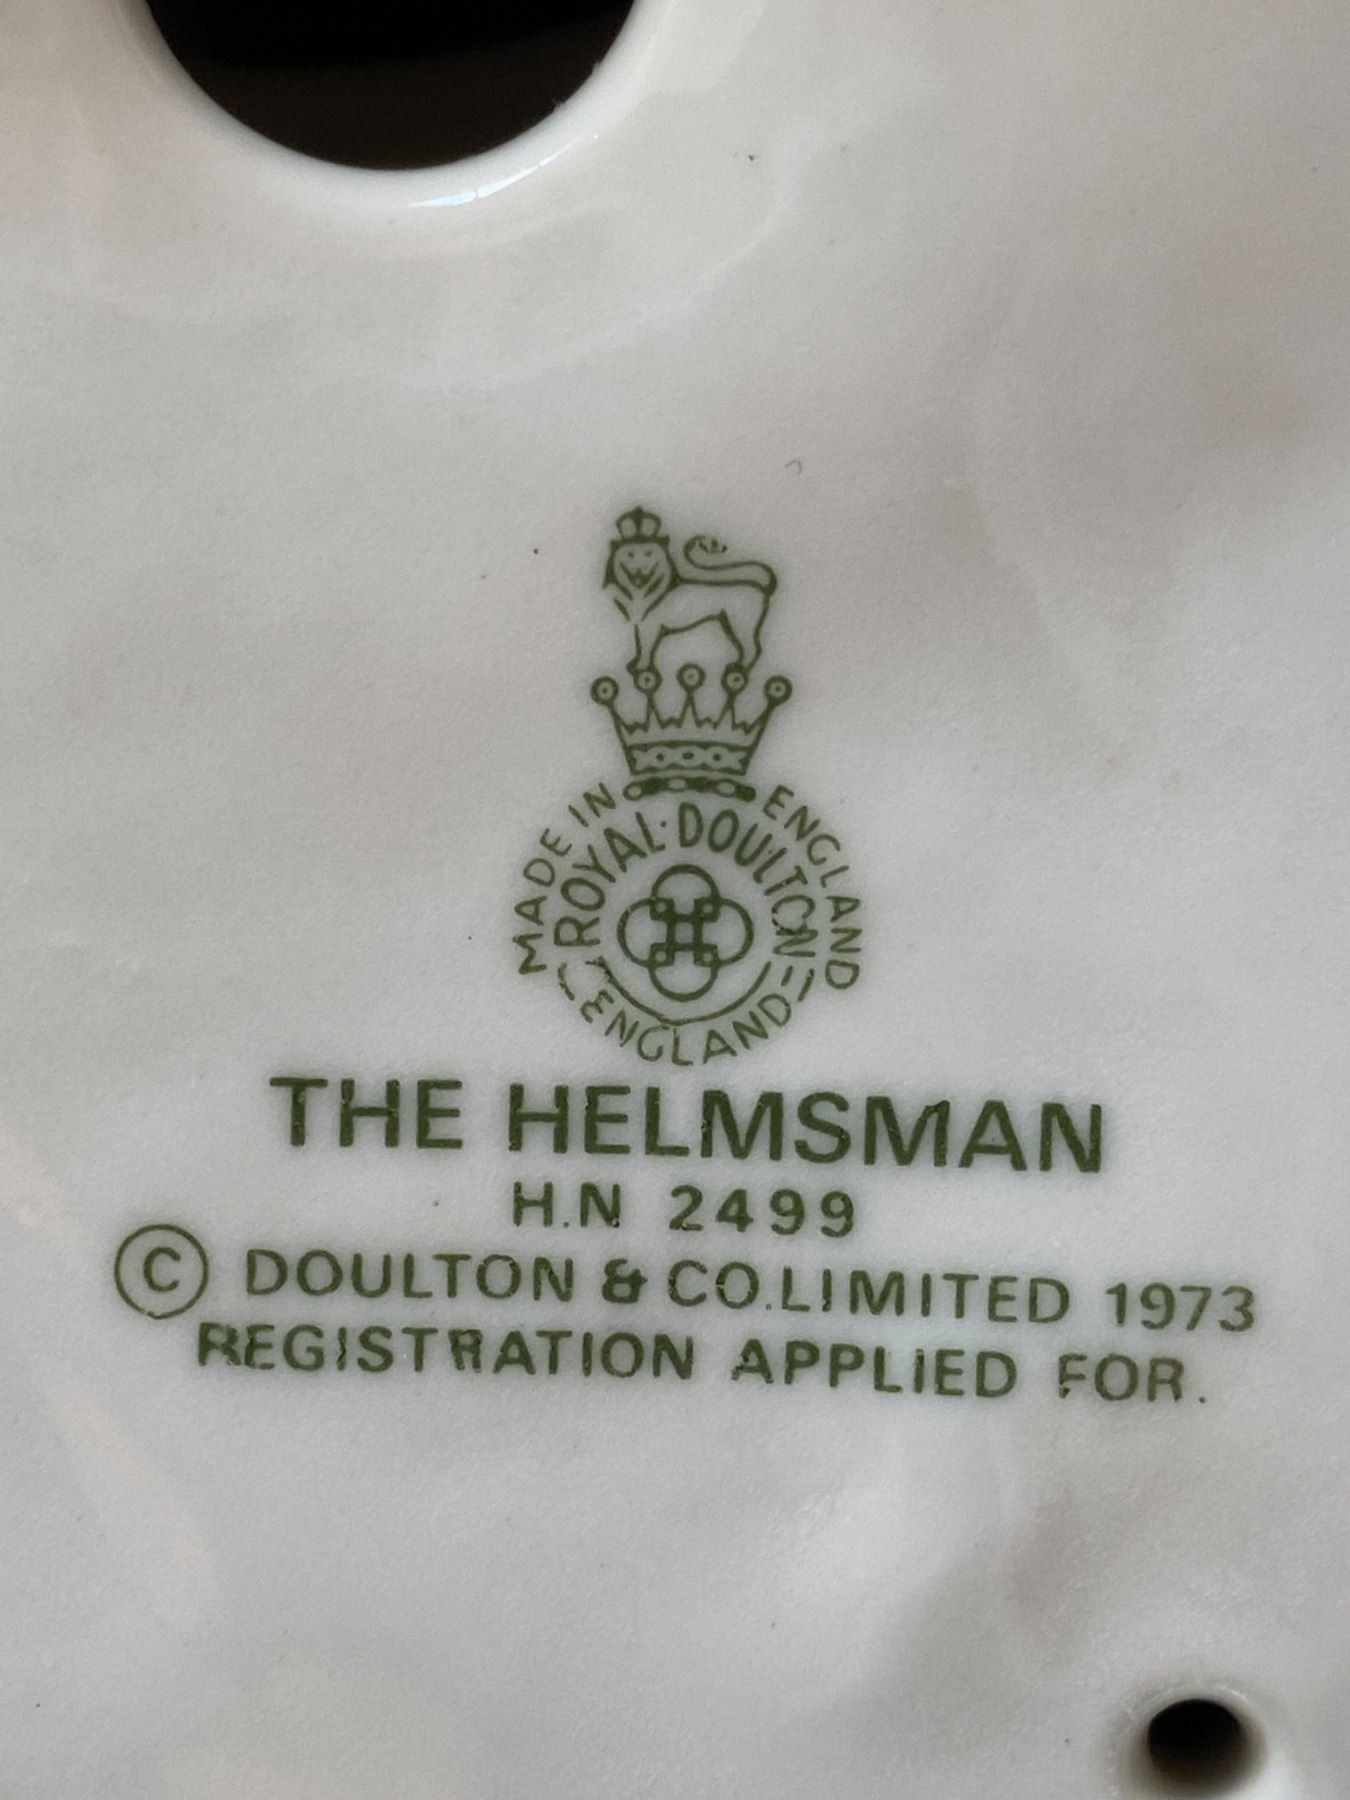 MADE IN ENGLAND
ROYAL·DOULTON
ENGLAND
THE HELMSMAN
H.N 2499
© DOULTON & CO.LIMITED 1973
REGISTRATION APPLIED FOR.